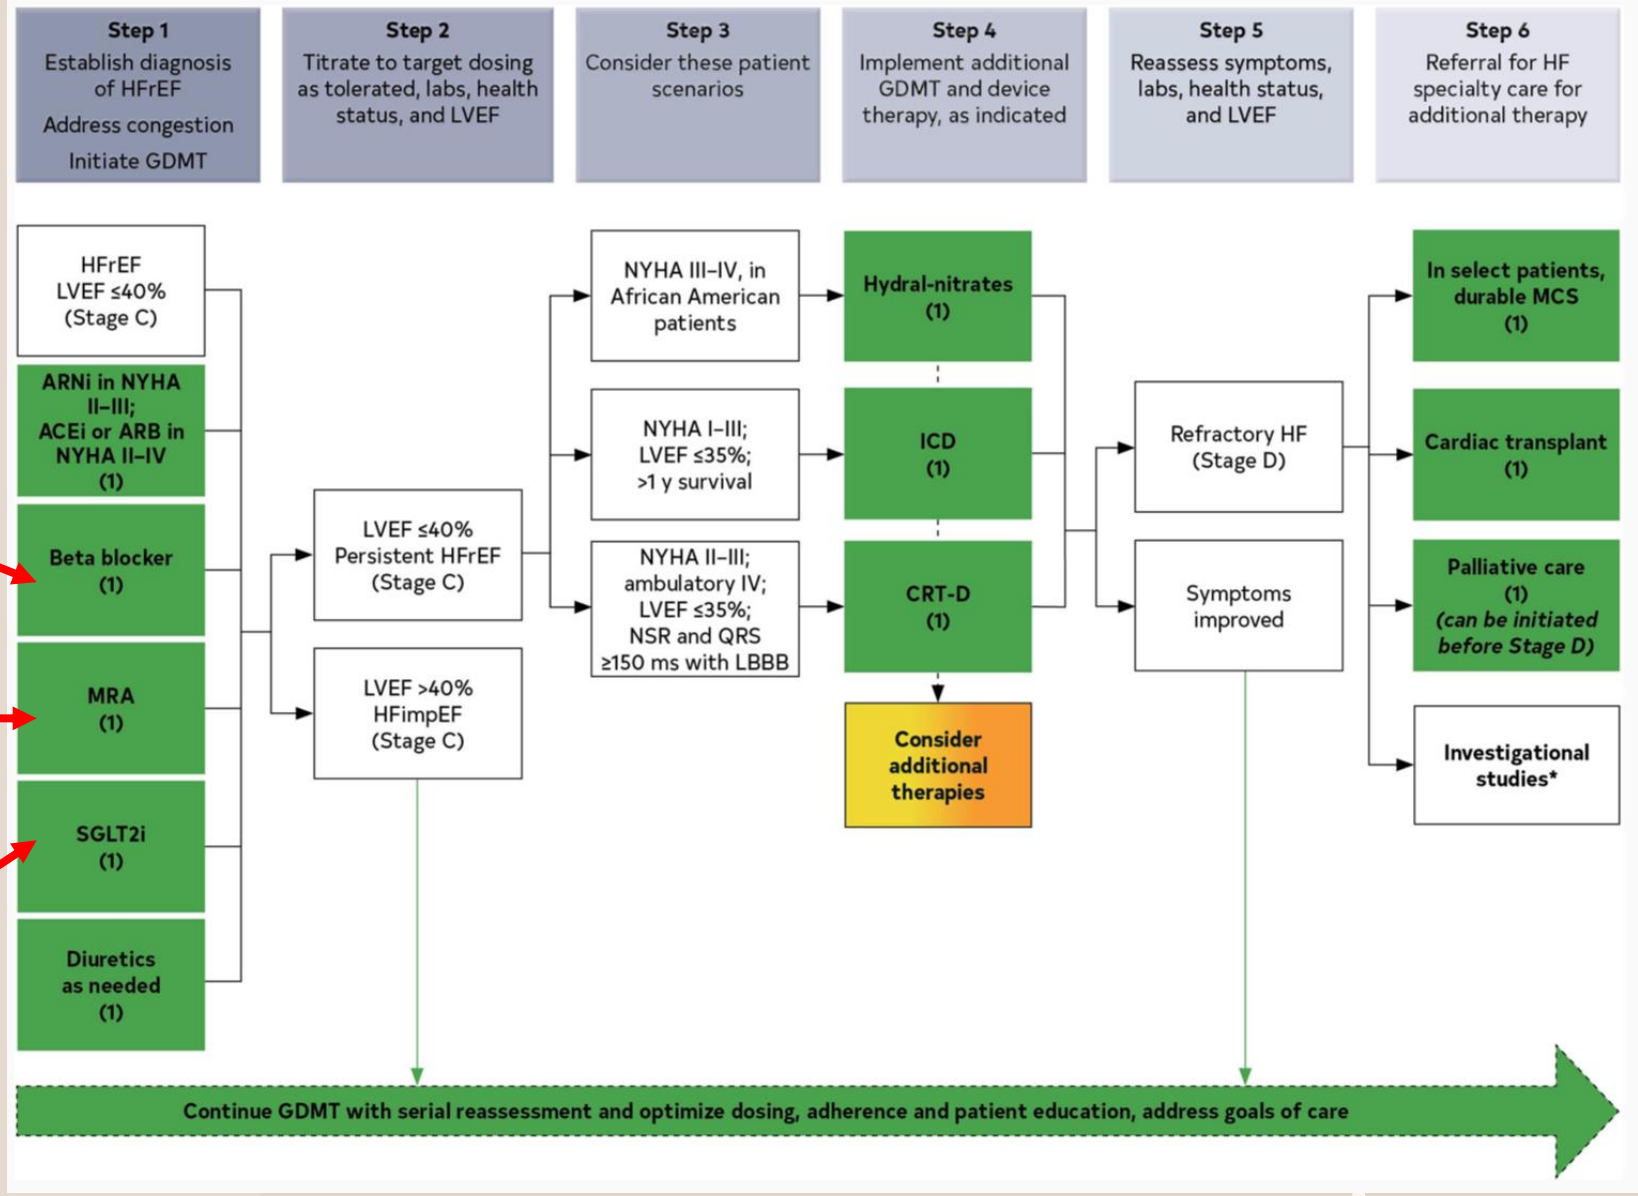 Step 1
Establish diagnosis
of HFrEF
Address congestion
Initiate GDMT
Step 2
Titrate to target dosing
as tolerated, labs, health
status, and LVEF
Step 3
Consider these patient
scenarios
Step 4
Implement additional
GDMT and device
therapy, as indicated
Step 5
Reassess symptoms,
labs, health status,
and LVEF
Step 6
Referral for HF
specialty care for
additional therapy
HFrEF
LVEF ≤40%
(Stage C)
ARNi in NYHA
II–III;
ACEi or ARB in
NYHA II–IV
(1)
Beta blocker
(1)
MRA
(1)
SGLT2i
(1)
Diuretics
as needed
(1)
LVEF ≤40%
Persistent HFrEF
(Stage C)
LVEF >40%
HFimpEF
(Stage C)
NYHA III–IV, in
African American
patients
NYHA I–III;
LVEF ≤35%;
>1 y survival
NYHA II–III;
ambulatory IV;
LVEF ≤35%;
NSR and QRS
≥150 ms with LBBB
Hydral-nitrates
(1)
ICD
(1)
CRT-D
(1)
Consider
additional
therapies
Refractory HF
(Stage D)
Symptoms
improved
In select patients,
durable MCS
(1)
Cardiac transplant
(1)
Palliative care
(1)
(can be initiated
before Stage D)
Investigational
studies*
Continue GDMT with serial reassessment and optimize dosing, adherence and patient education, address goals of care